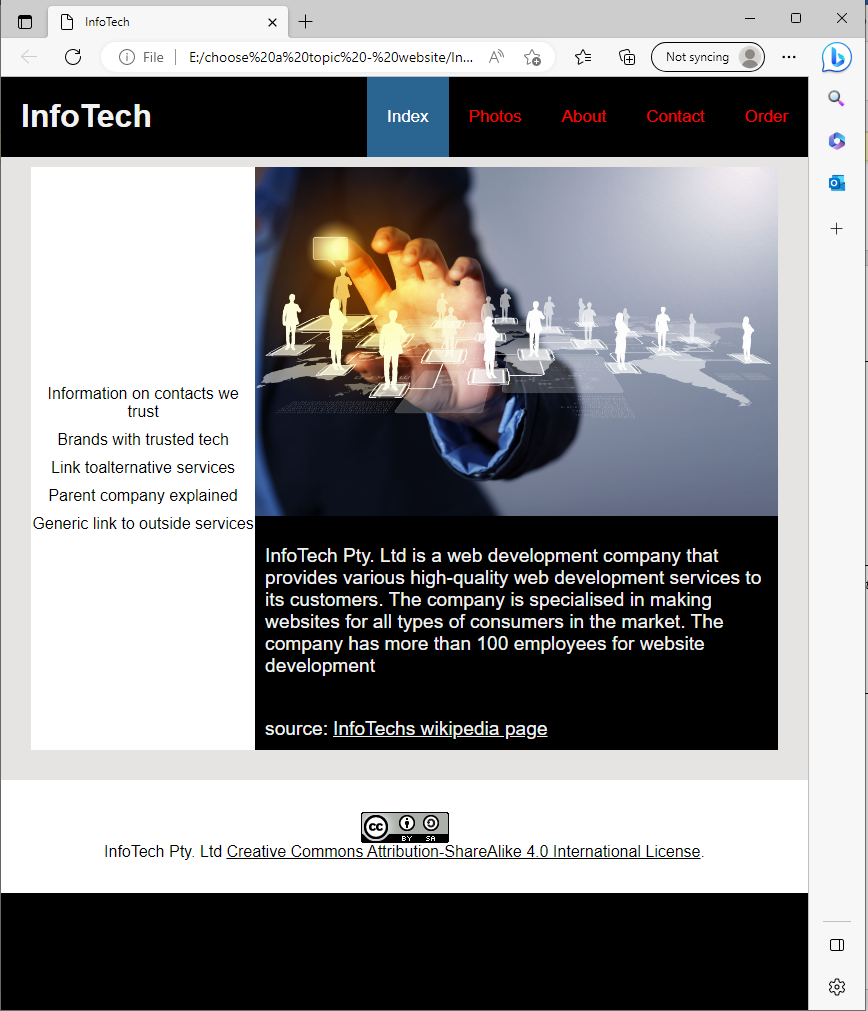 InfoTech
File
E:/choose%20a%20topic%20-%20website/In...
Not syncing
InfoTech
Index
Photos
About
Contact
Order
Information on contacts we
trust
Brands with trusted tech
Link toalternative services
Parent company explained
Generic link to outside services
InfoTech Pty. Ltd is a web development company that
provides various high-quality web development services to
its customers. The company is specialised in making
websites for all types of consumers in the market. The
company has more than 100 employees for website
development
source: InfoTechs wikipedia page
cc
BY SA
InfoTech Pty. Ltd Creative Commons Attribution-ShareAlike 4.0 International License.